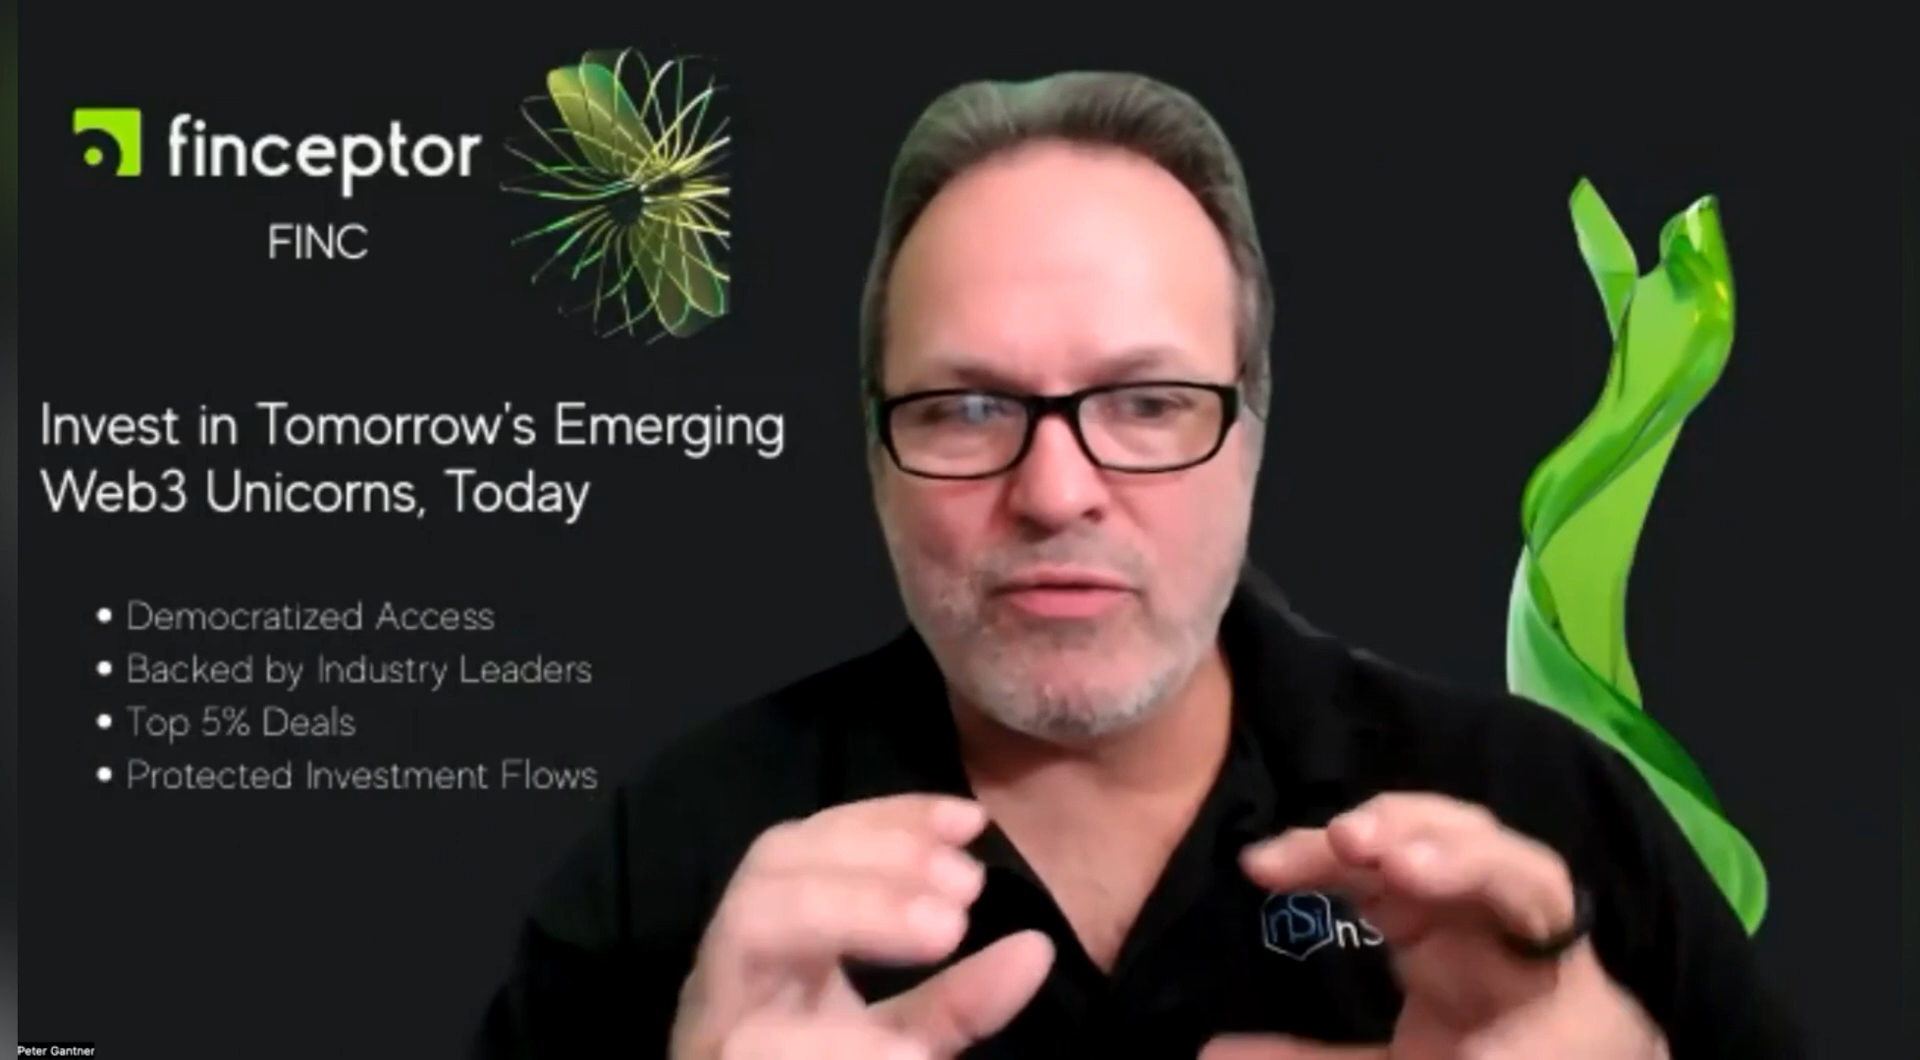 finceptor
FINC
Invest in Tomorrow's Emerging
Web3 Unicorns, Today
• Democratized Access
• Backed by Industry Leaders
• Top 5% Deals
• Protected Investment Flows
nSi
Peter Gantner